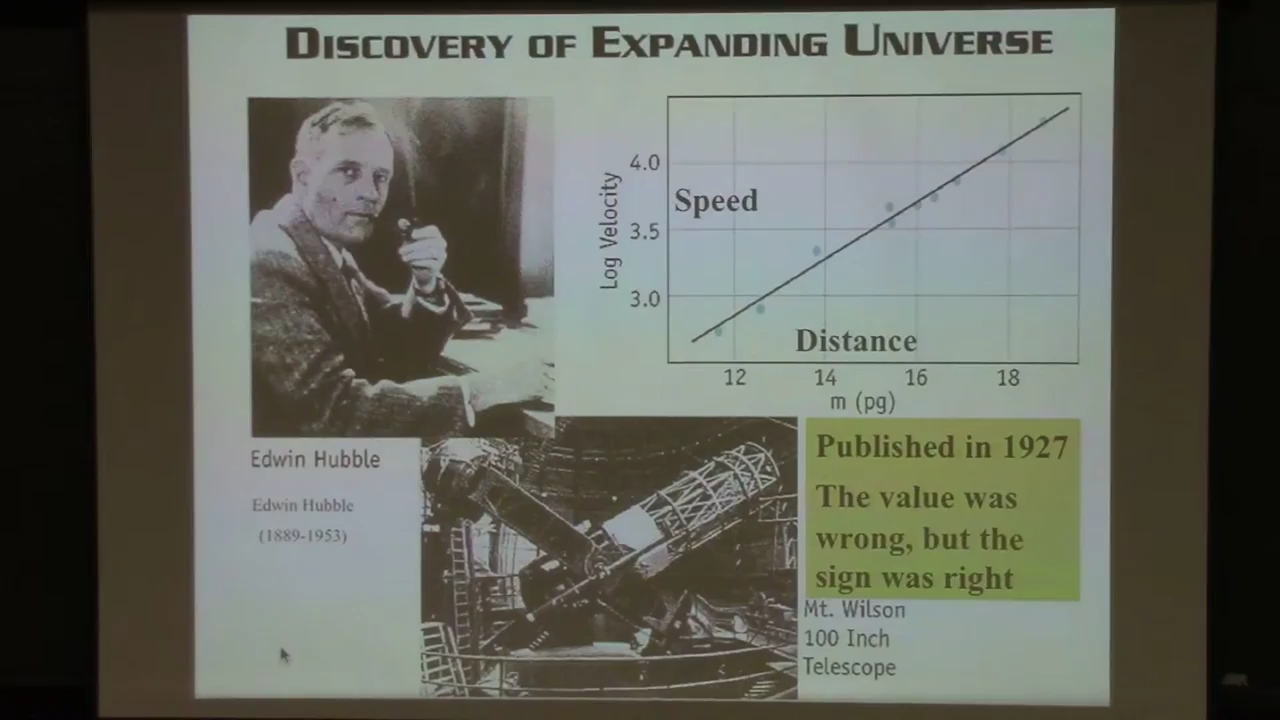 DISCOVERY OF EXPANDING UNIVERSE
4.0
3.5
3.0
Log Velocity
Speed
Distance
12 14 16 18
m (pg)
Edwin Hubble
Edwin Hubble
(1889-1953)
Published in 1927
The value was
wrong, but the
sign was right
Mt. Wilson
100 Inch
Telescope